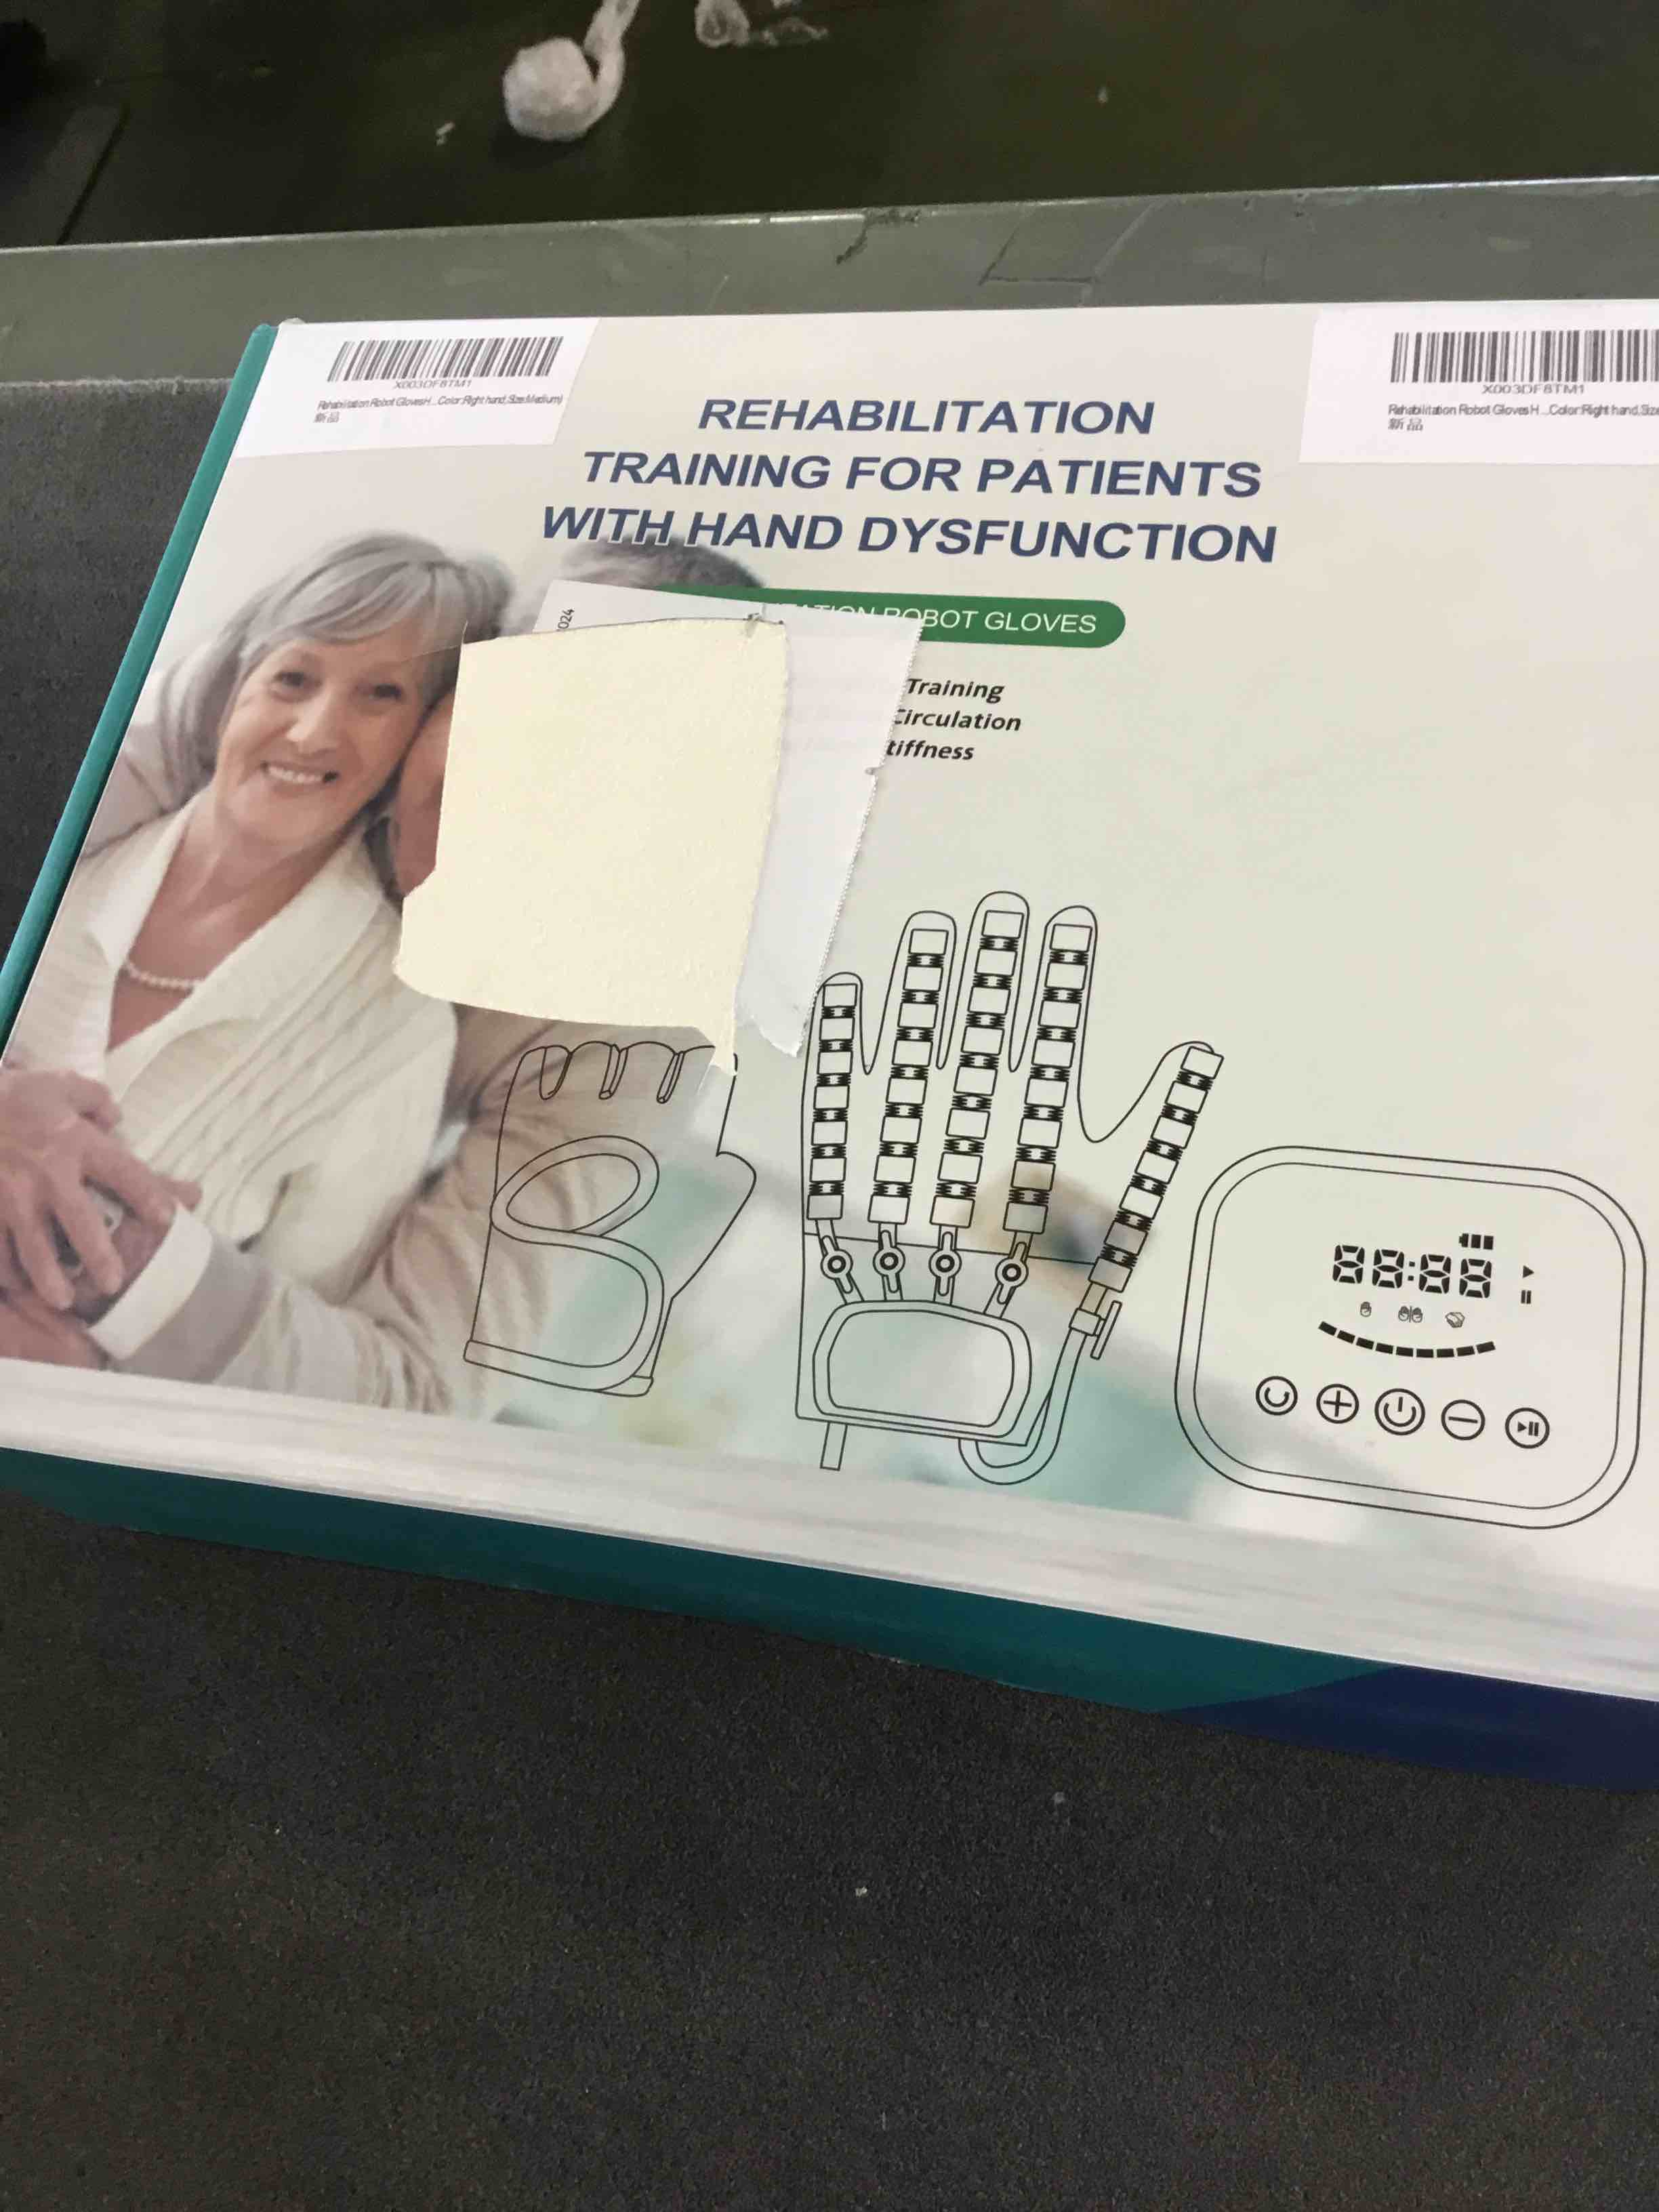 X003DF8TM1
Rehabilitation Robot Gloves H...Color:Right hand,Size:Medium)
新品
X003DF8TM1
Rehabilitation Robot Gloves H...Color:Right hand,Size
新品
REHABILITATION
TRAINING FOR PATIENTS
WITH HAND DYSFUNCTION
ROBOT GLOVES
Training
Circulation
tiffness
88:88